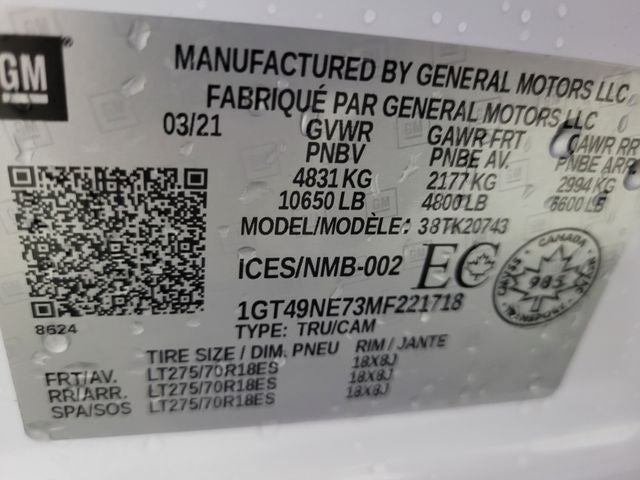 GM
MANUFACTURED BY GENERAL MOTORS LLC
FABRIQUÉ PAR GENERAL MOTORS LLC
03/21 GVWR GAWR FRT GAWR RR
PNBV PNBE AV. PNBE ARR
4831 KG 2177 KG 2994 KG
10650 LB 4800 LB 6600 LB
MODEL/MODÈLE: 38TK20743
ICES/NMB-002 EC CANADA 985
1GT49NE73MF221718
8624 TYPE: TRU/CAM
TIRE SIZE / DIM. PNEU RIM / JANTE
FRT/AV. LT275/70R18ES 18X8J
RR/ARR. LT275/70R18ES 18X8J
SPA/SOS LT275/70R18ES 18X8J